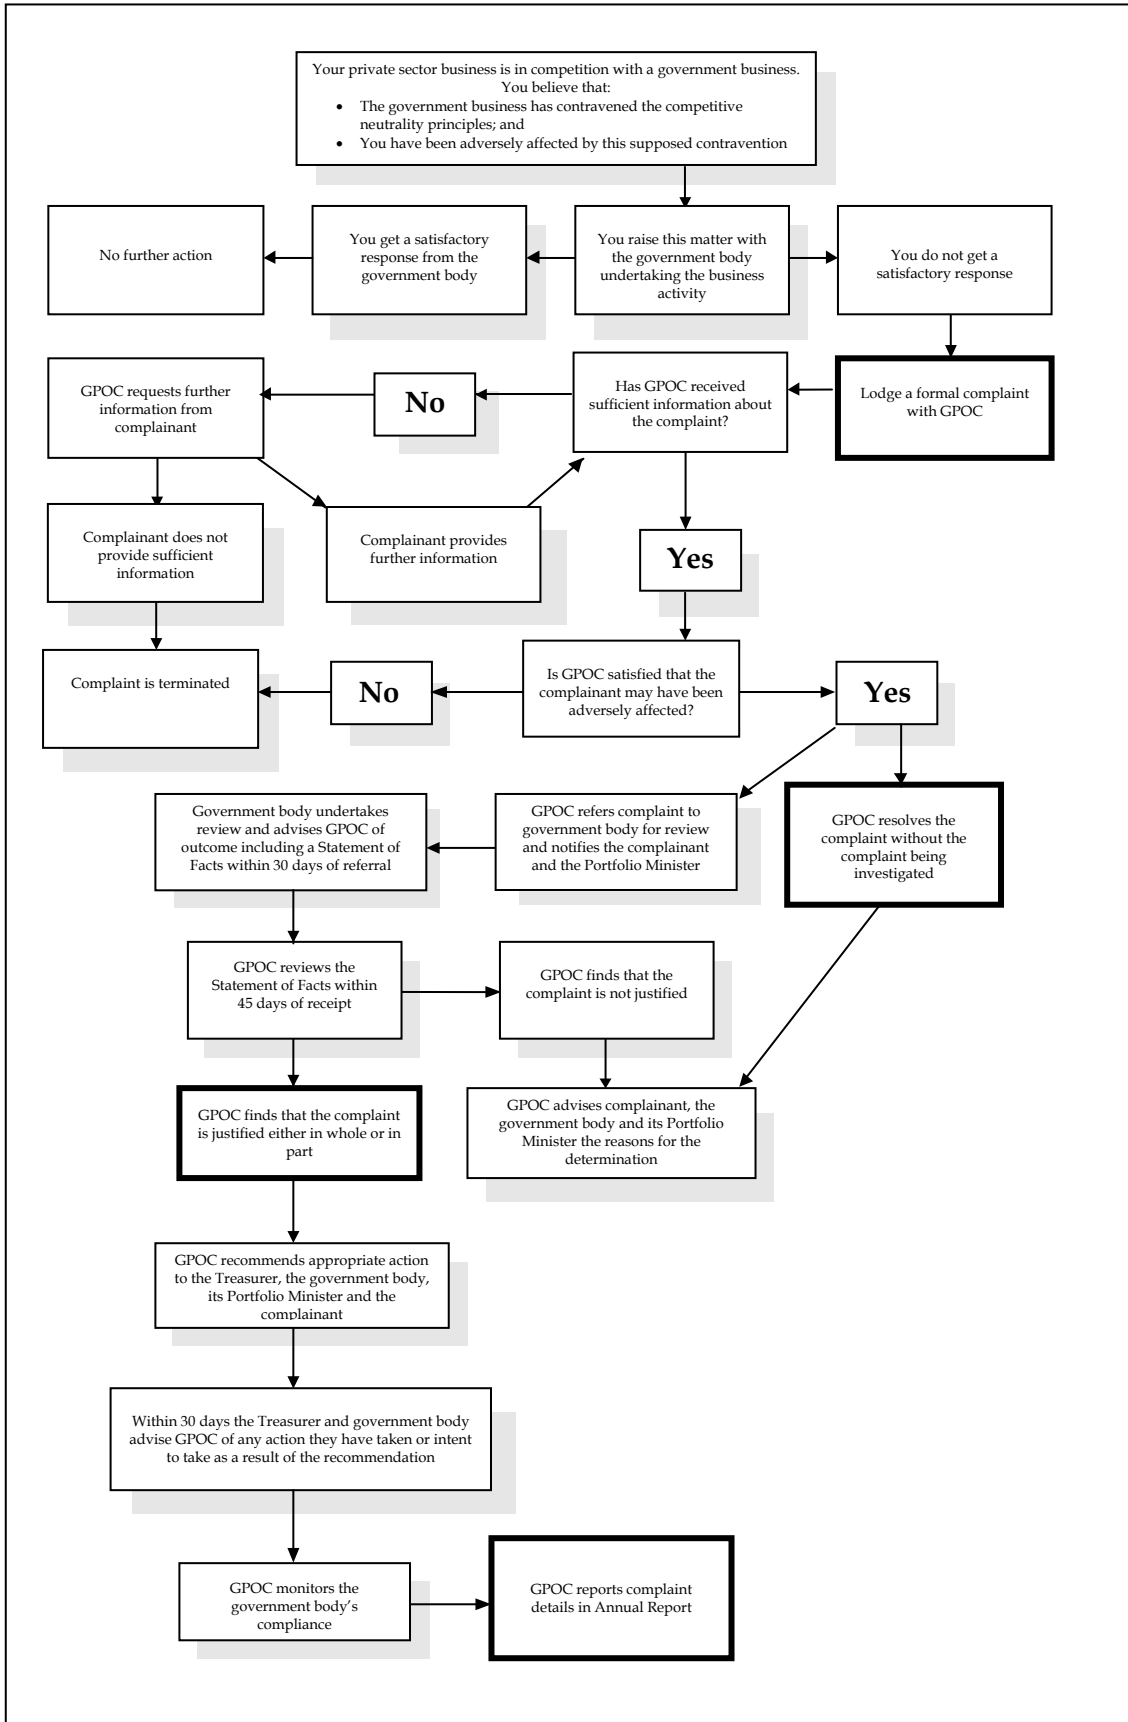 Your private sector business is in competition with a government business.
You believe that:
• The government business has contravened the competitive
neutrality principles; and
• You have been adversely affected by this supposed contravention
No further action
You get a satisfactory
response from the
government body
You raise this matter with
the government body
undertaking the business
activity
You do not get a
satisfactory response
GPOC requests further
information from
complainant
No
Has GPOC received
sufficient information about
the complaint?
Lodge a formal complaint
with GPOC
Complainant does not
provide sufficient
information
Complainant provides
further information
Yes
Complaint is terminated
No
Is GPOC satisfied that the
complainant may have been
adversely affected?
Yes
Government body undertakes
review and advises GPOC of
outcome including a Statement of
Facts within 30 days of referral
GPOC refers complaint to
government body for review
and notifies the complainant
and the Portfolio Minister
GPOC resolves the
complaint without the
complaint being
investigated
GPOC reviews the
Statement of Facts within
45 days of receipt
GPOC finds that the
complaint is not justified
GPOC finds that the complaint
is justified either in whole or in
part
GPOC advises complainant, the
government body and its Portfolio
Minister the reasons for the
determination
GPOC recommends appropriate action
to the Treasurer, the government body,
its Portfolio Minister and the
complainant
Within 30 days the Treasurer and government body
advise GPOC of any action they have taken or intent
to take as a result of the recommendation
GPOC monitors the
government body's
compliance
GPOC reports complaint
details in Annual Report